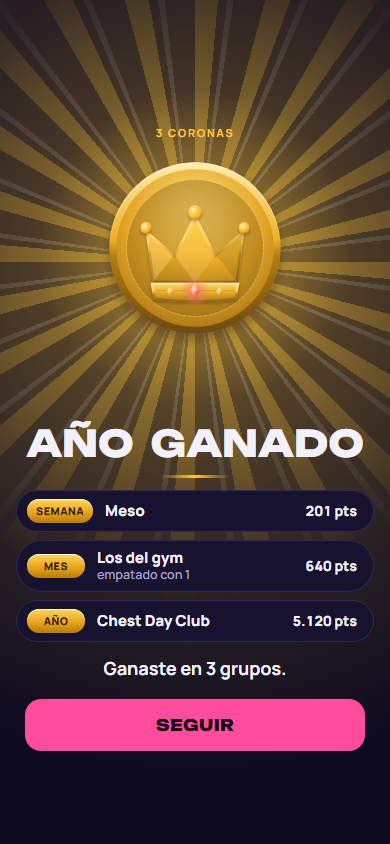 3 CORONAS
AÑO GANADO
SEMANA Meso 201 pts
MES Los del gym 640 pts
empatado con 1
AÑO Chest Day Club 5.120 pts
Ganaste en 3 grupos.
SEGUIR